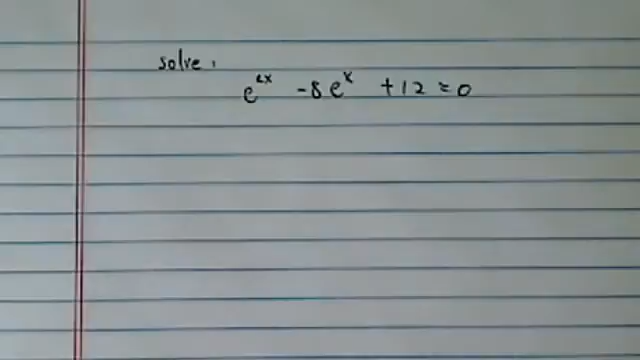 solve:
e^{2x} - 8e^{x} + 12 = 0